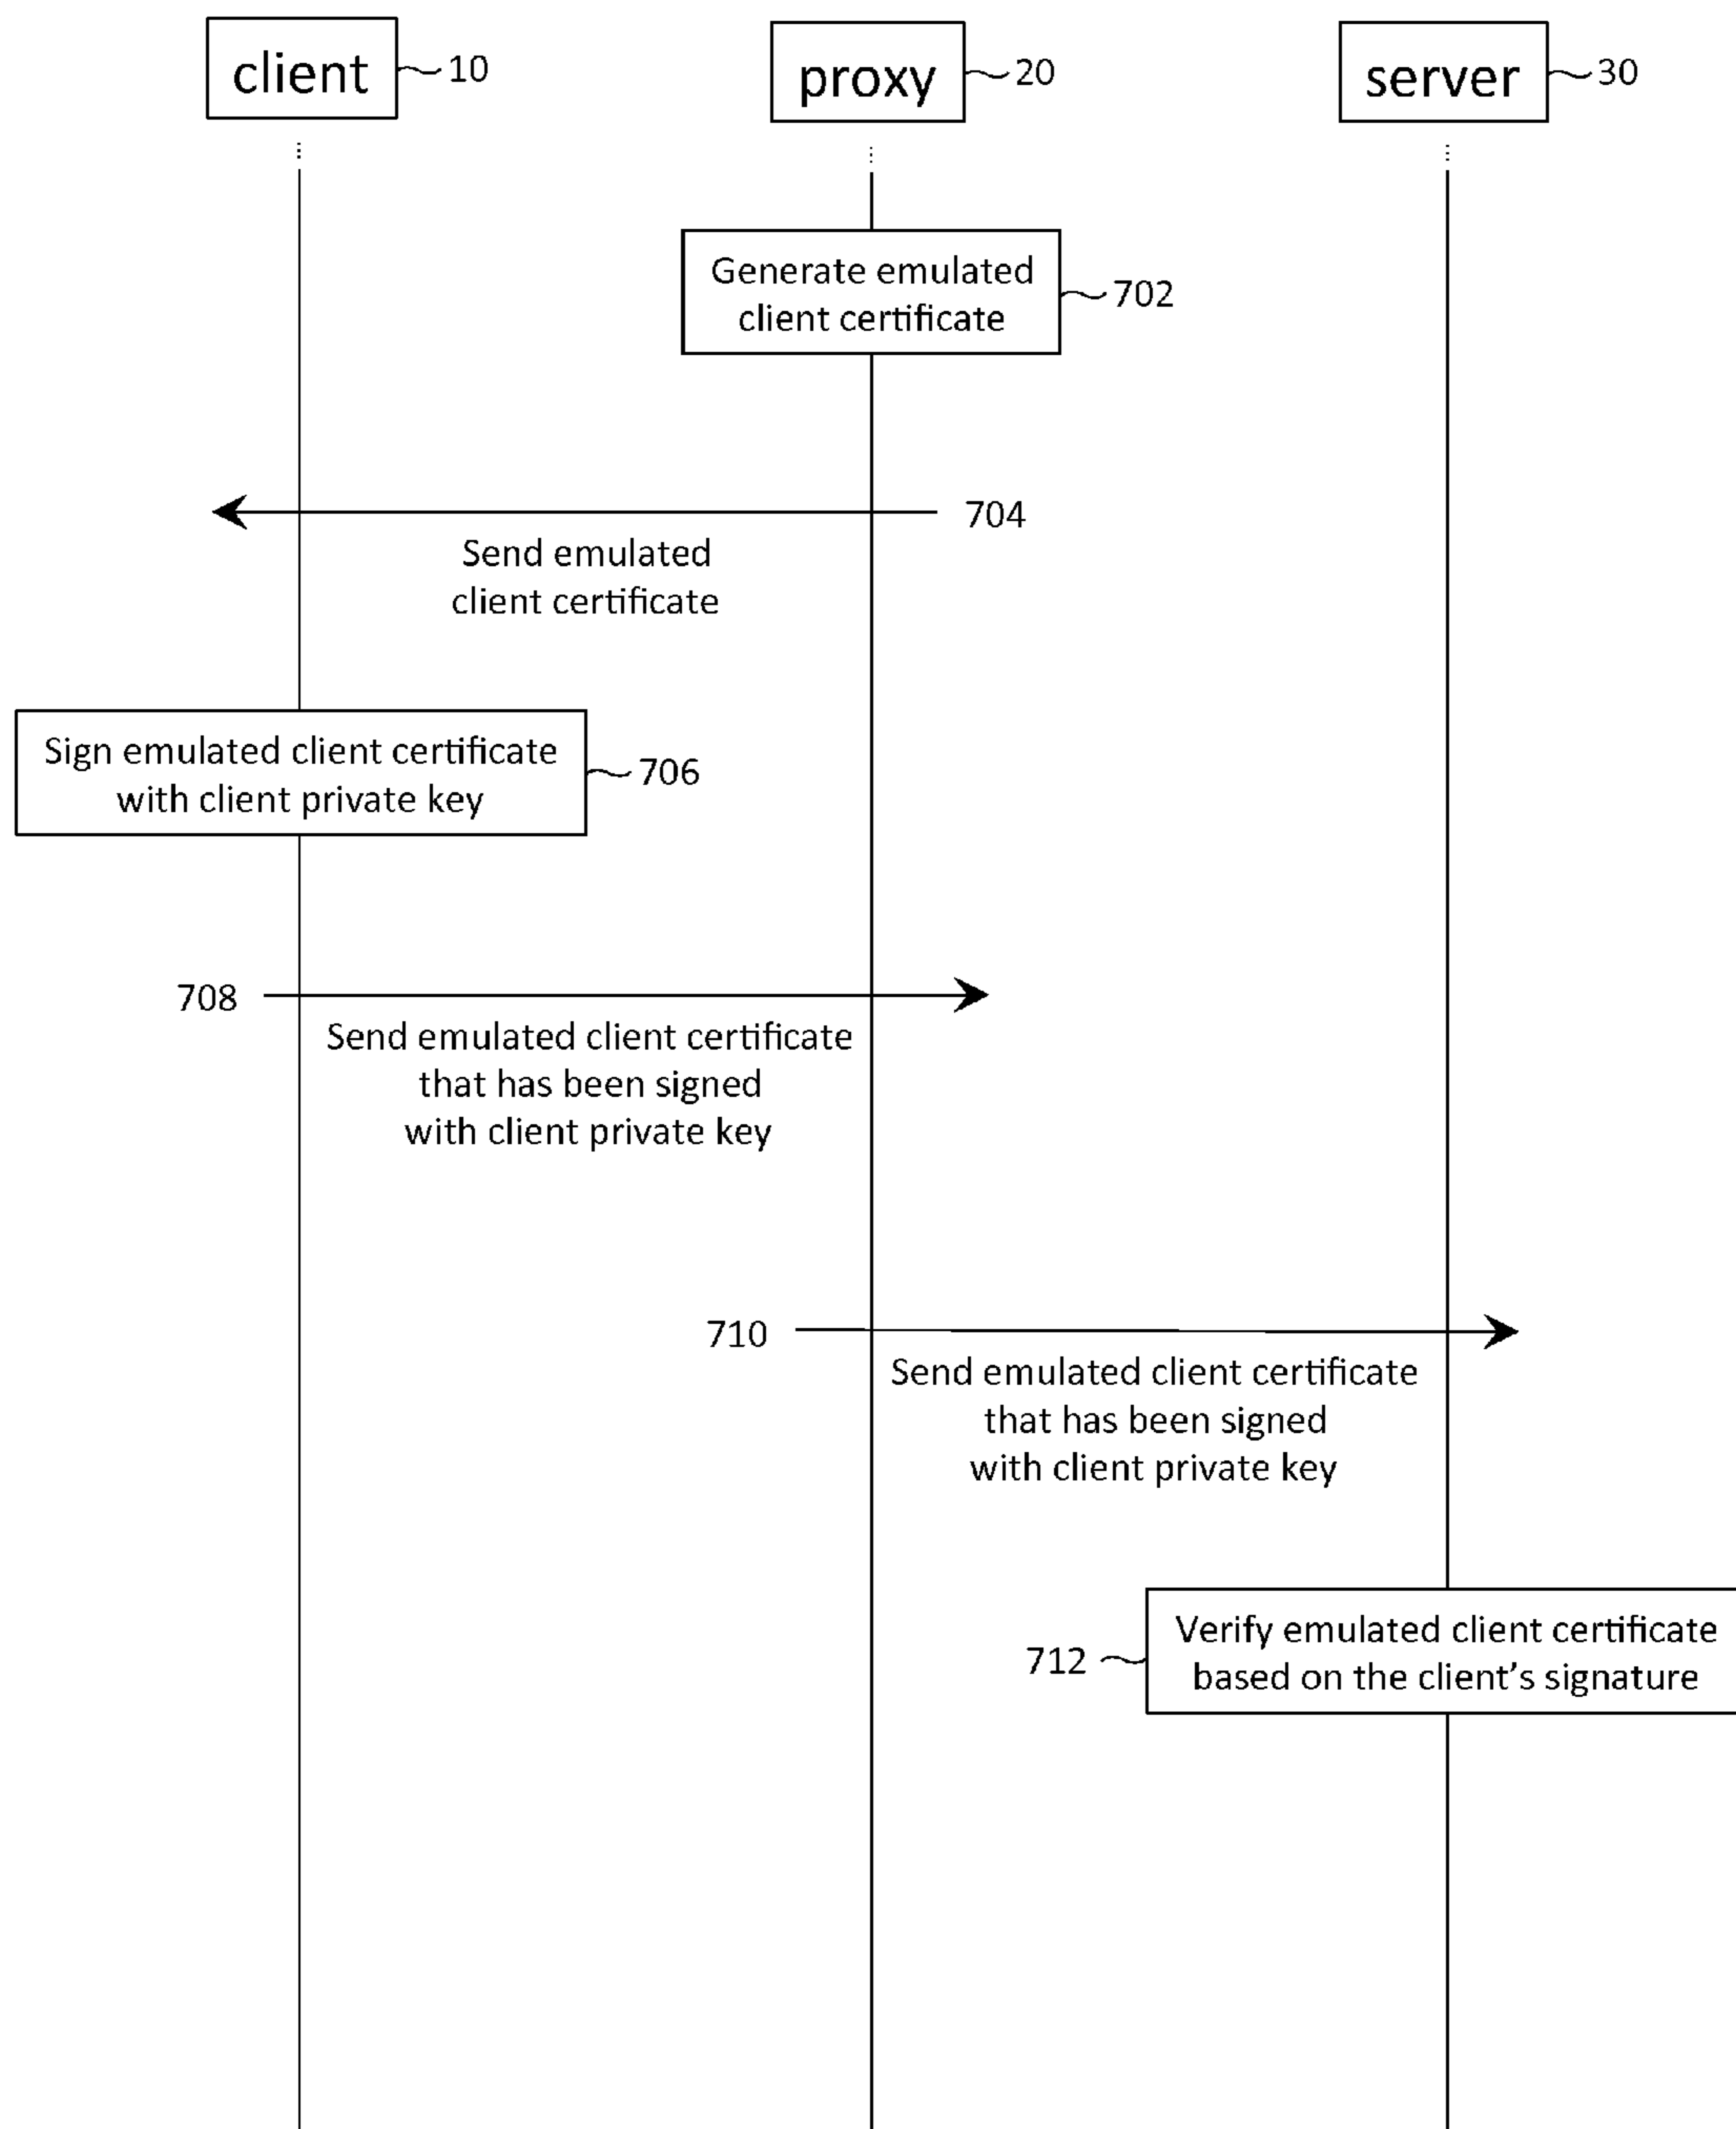 client
10
proxy
20
server
30
Generate emulated
client certificate
702
704
Send emulated
client certificate
Sign emulated client certificate
with client private key
706
708
Send emulated client certificate
that has been signed
with client private key
710
Send emulated client certificate
that has been signed
with client private key
712
Verify emulated client certificate
based on the client’s signature